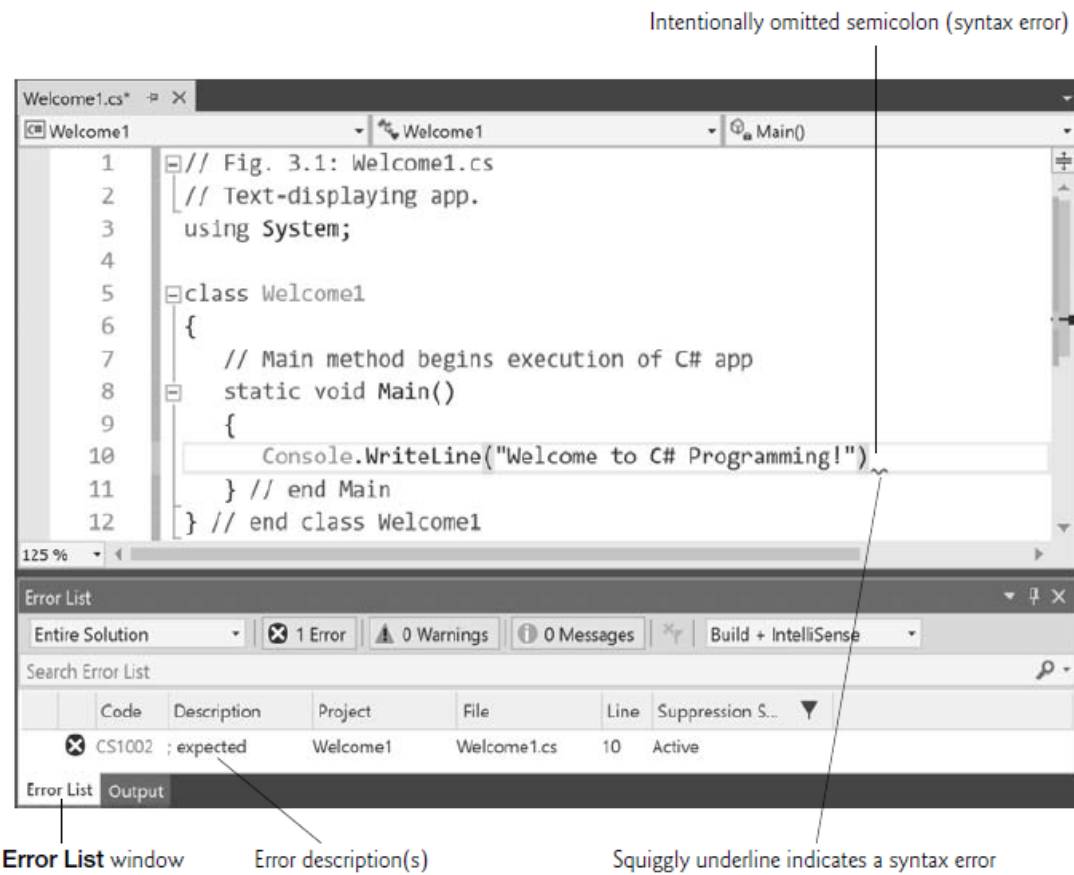 Intentionally omitted semicolon (syntax error)
Welcome1.cs*
C# Welcome1 Welcome1 Main()
1 // Fig. 3.1: Welcome1.cs
2 // Text-displaying app.
3 using System;
4
5 class Welcome1
6 {
7 // Main method begins execution of C# app
8 static void Main()
9 {
10 Console.WriteLine("Welcome to C# Programming!")
11 } // end Main
12 } // end class Welcome1
125 %
Error List
Entire Solution 1 Error 0 Warnings 0 Messages Build + IntelliSense
Search Error List
Code Description Project File Line Suppression S...
CS1002 ; expected Welcome1 Welcome1.cs 10 Active
Error List Output
Error List window Error description(s) Squiggly underline indicates a syntax error